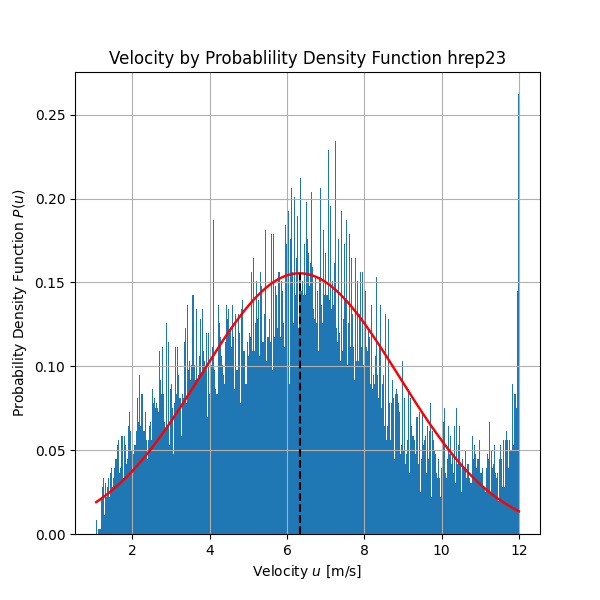 Velocity by Probablility Density Function hrep23
0.25
0.20
0.15
0.10
0.05
0.00
Probability Density Function P(u)
2 4 6 8 10 12
Velocity u [m/s]